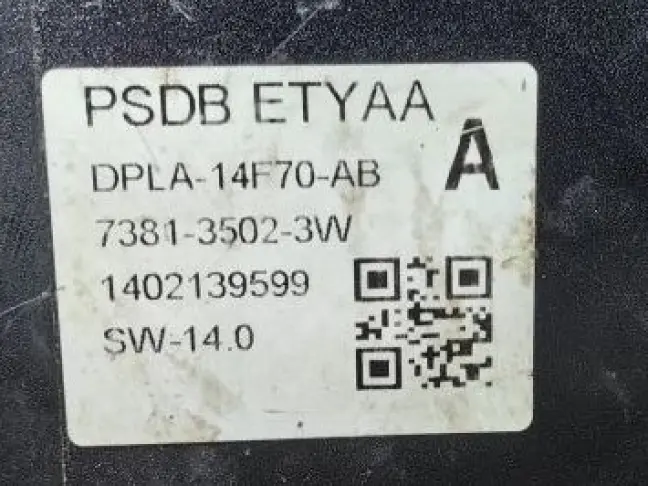 PSDB ETYAA
A
DPLA-14F70-AB
7381-3502-3W
1402139599
SW-14.0